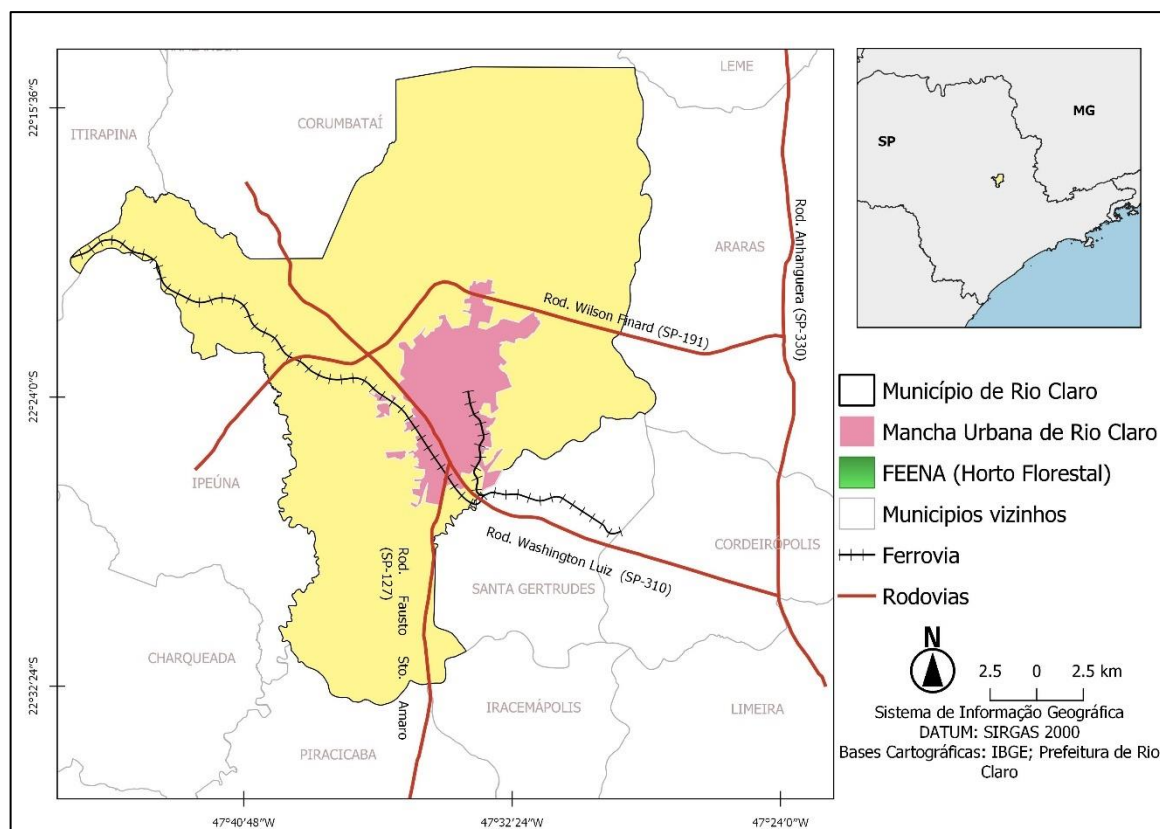 LEME
CORUMBATAÍ
ITIRAPINA
ARARAS
Rod. Anhanguera (SP-330)
Rod. Wilson Finard (SP-191)
IPEÚNA
Rod. Washington Luiz (SP-310)
CORDEIRÓPOLIS
SANTA GERTRUDES
Rod. Fausto Sto. Amaro
(SP-127)
CHARQUEADA
IRACEMÁPOLIS
LIMEIRA
PIRACICABA
22°15'36"S
22°24'0"S
22°32'24"S
47°40'48"W
47°32'24"W
47°24'0"W
SP
MG
Município de Rio Claro
Mancha Urbana de Rio Claro
FEENA (Horto Florestal)
Municipios vizinhos
Ferrovia
Rodovias
N
2.5 0 2.5 km
Sistema de Informação Geográfica
DATUM: SIRGAS 2000
Bases Cartográficas: IBGE; Prefeitura de Rio
Claro